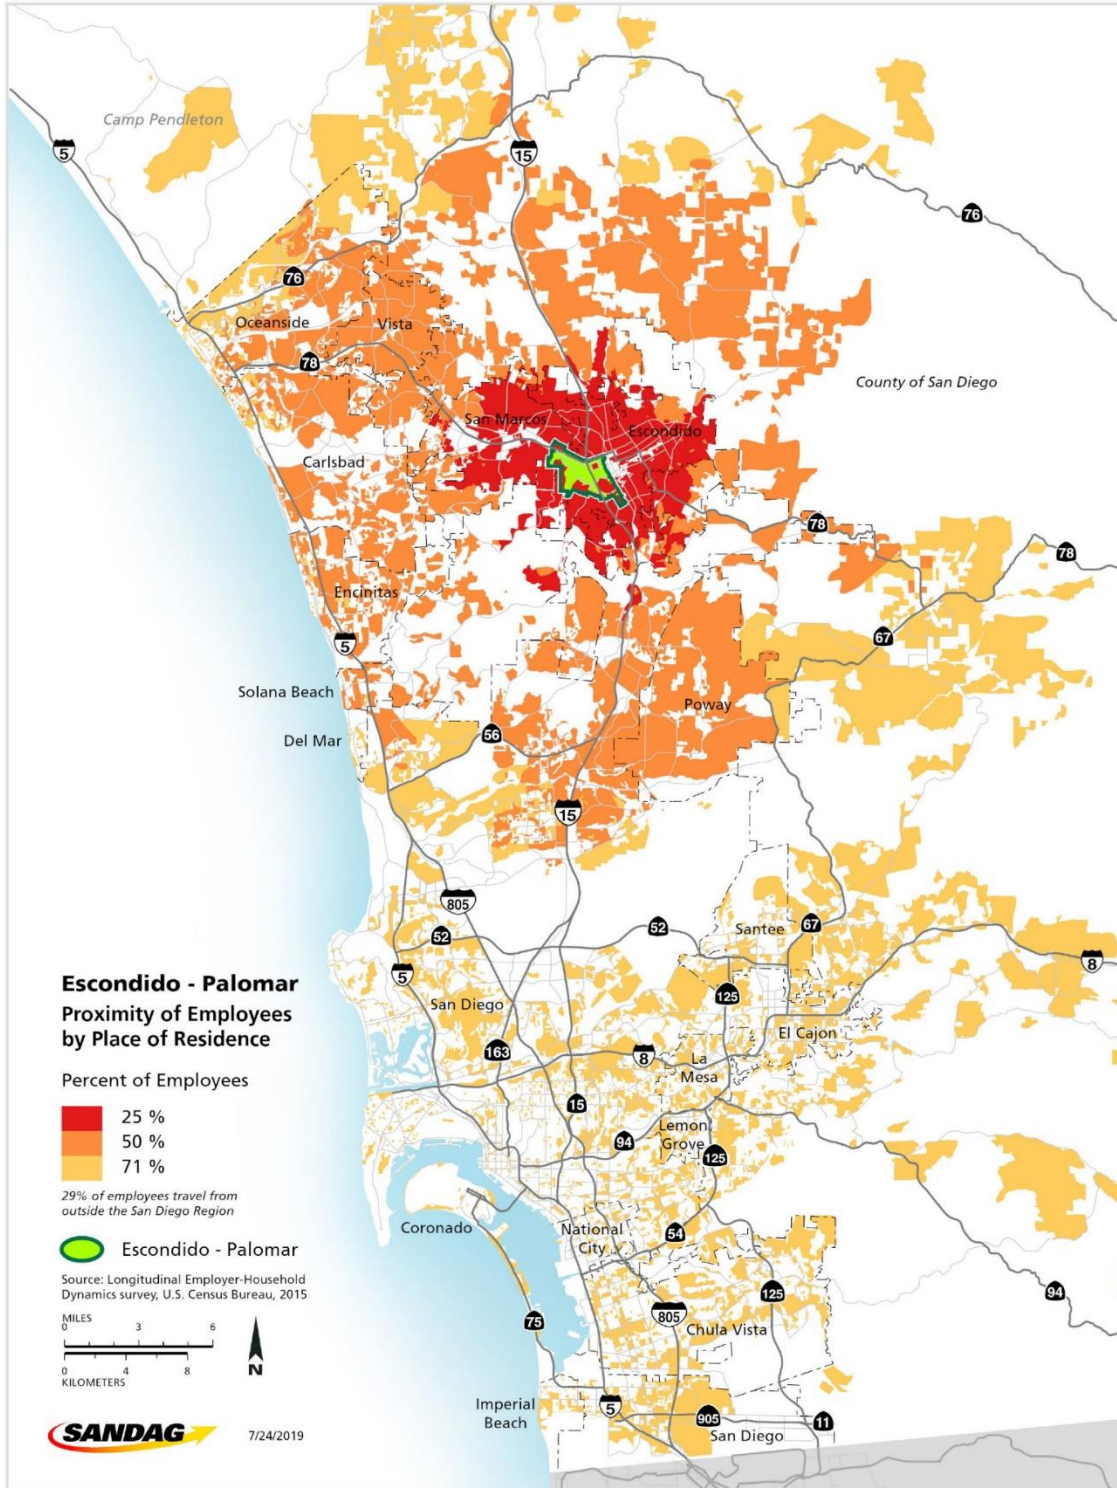 Camp Pendleton
5
15
76
76
Oceanside
Vista
78
County of San Diego
San Marcos
Escondido
Carlsbad
78
78
Encinitas
5
67
Solana Beach
Poway
Del Mar
56
15
805
52
52
Santee
67
5
8
San Diego
125
El Cajon
163
8
La
Mesa
15
94
Lemon
Grove
125
Coronado
National
City
54
125
94
75
805
Chula Vista
Imperial
Beach
5
905
11
San Diego
Escondido - Palomar
Proximity of Employees
by Place of Residence
Percent of Employees
25 %
50 %
71 %
29% of employees travel from
outside the San Diego Region
Escondido - Palomar
Source: Longitudinal Employer-Household
Dynamics survey, U.S. Census Bureau, 2015
MILES
0 3 6
0 4 8
KILOMETERS
N
SANDAG
7/24/2019